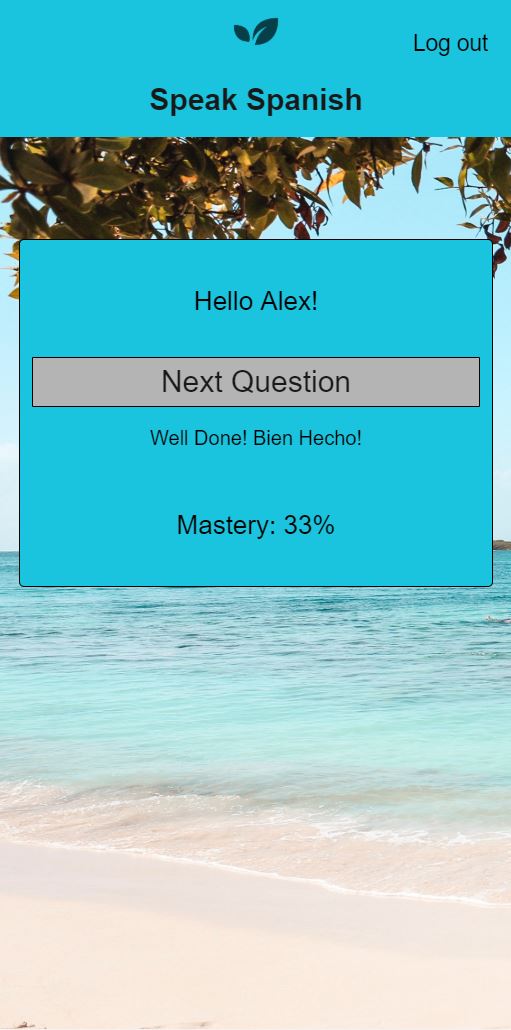 Log out
Speak Spanish
Hello Alex!
Next Question
Well Done! Bien Hecho!
Mastery: 33%